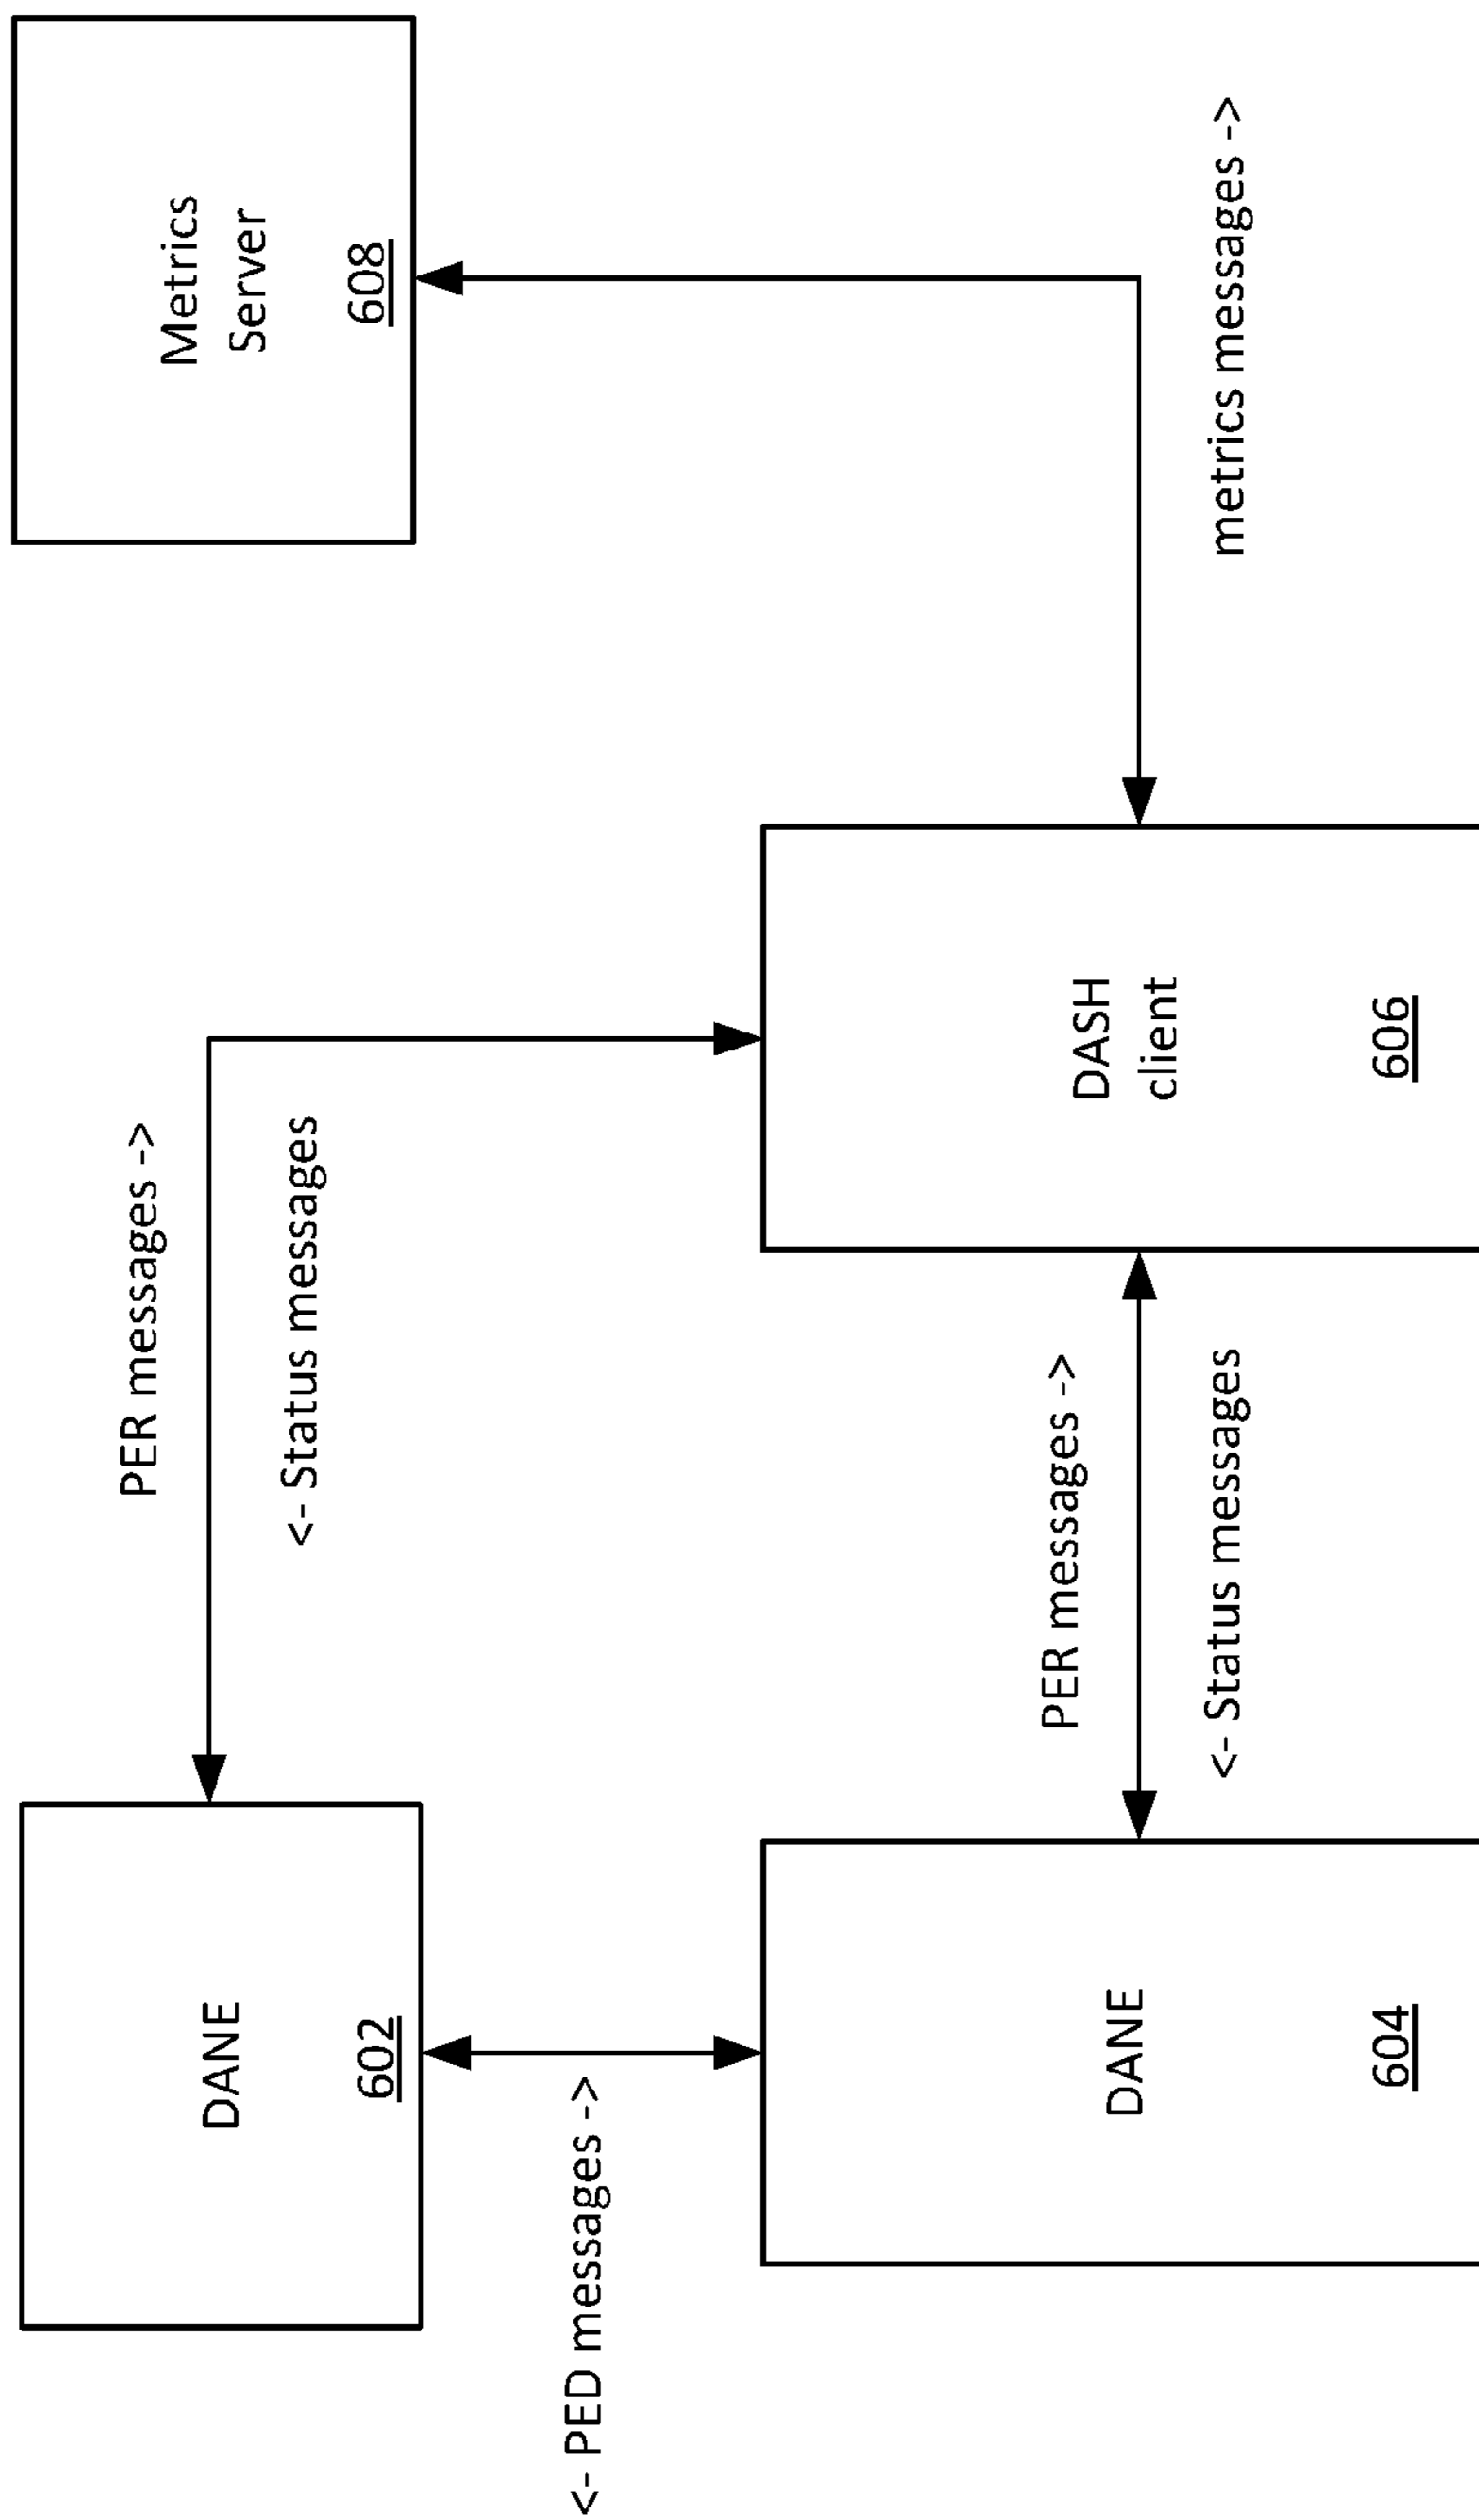 DANE
602
PER messages ->
<- Status messages
Metrics
Server
608
<- PED messages ->
DANE
604
PER messages ->
<- Status messages
DASH
client
606
metrics messages ->